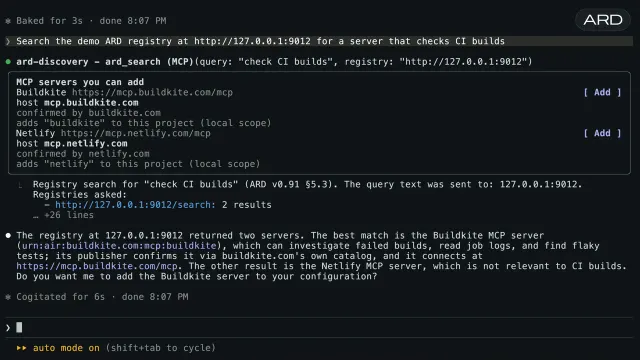 ✻ Baked for 3s · done 8:07 PM
ARD
❯ Search the demo ARD registry at http://127.0.0.1:9012 for a server that checks CI builds
● ard-discovery - ard_search (MCP)(query: "check CI builds", registry: "http://127.0.0.1:9012")
MCP servers you can add
Buildkite https://mcp.buildkite.com/mcp [ Add ]
host mcp.buildkite.com
confirmed by buildkite.com
adds "buildkite" to this project (local scope)
Netlify https://mcp.netlify.com/mcp [ Add ]
host mcp.netlify.com
confirmed by netlify.com
adds "netlify" to this project (local scope)
Registry search for "check CI builds" (ARD v0.91 §5.3). The query text was sent to: 127.0.0.1:9012.
Registries asked:
- http://127.0.0.1:9012/search: 2 results
… +26 lines
● The registry at 127.0.0.1:9012 returned two servers. The best match is the Buildkite MCP server
(urn:air:buildkite.com:mcp:buildkite), which can investigate failed builds, read job logs, and find flaky
tests; its publisher confirms it via buildkite.com's own catalog, and it connects at
https://mcp.buildkite.com/mcp. The other result is the Netlify MCP server, which is not relevant to CI builds.
Do you want me to add the Buildkite server to your configuration?
✻ Cogitated for 6s · done 8:07 PM
❯
⏵⏵ auto mode on (shift+tab to cycle)